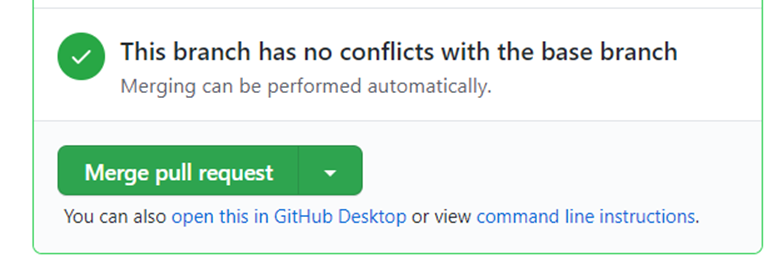 This branch has no conflicts with the base branch
Merging can be performed automatically.
Merge pull request
You can also open this in GitHub Desktop or view command line instructions.